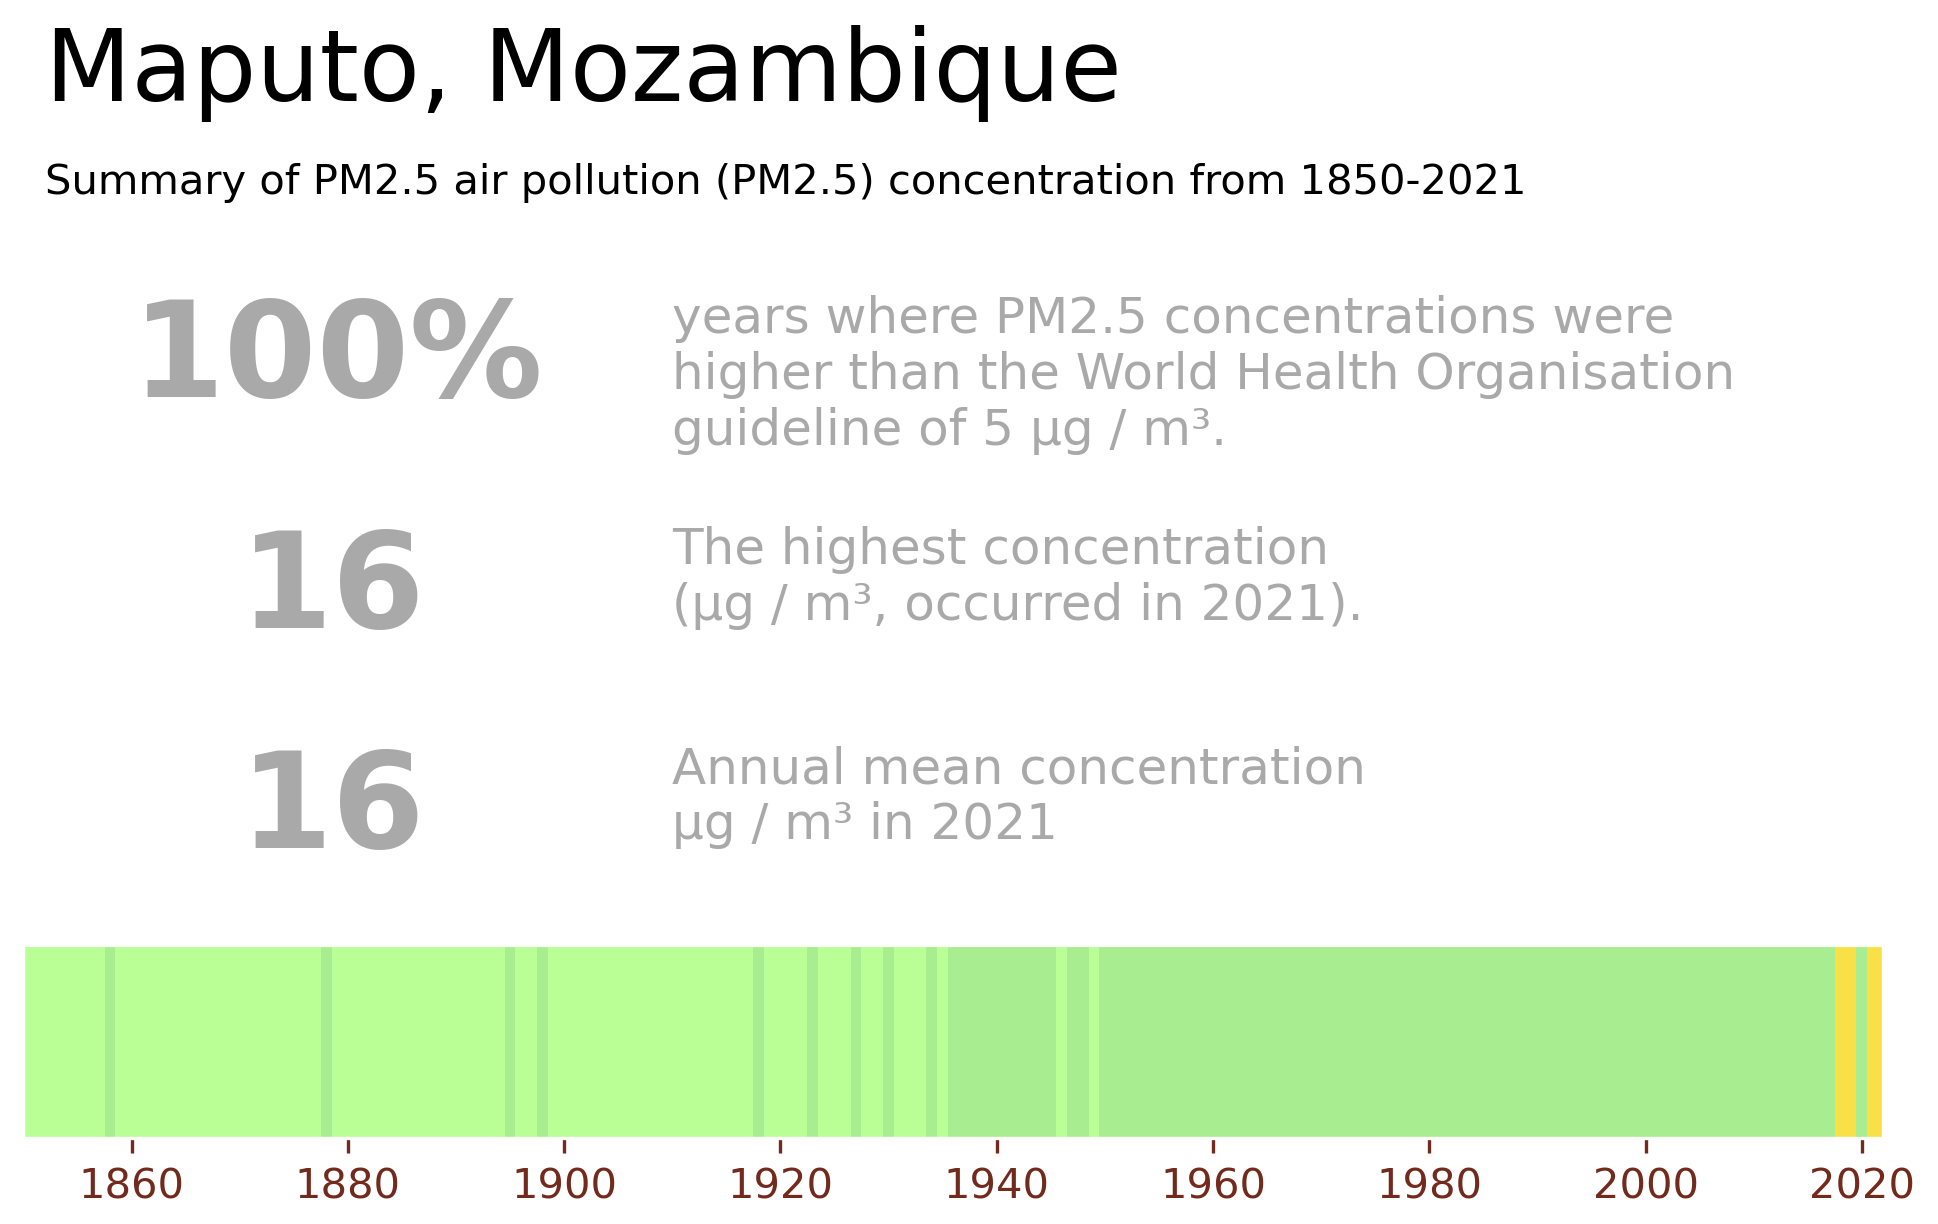 Maputo, Mozambique
Summary of PM2.5 air pollution (PM2.5) concentration from 1850-2021
100%
years where PM2.5 concentrations were
higher than the World Health Organisation
guideline of 5 µg / m³.
16
The highest concentration
(µg / m³, occurred in 2021).
16
Annual mean concentration
µg / m³ in 2021
1860 1880 1900 1920 1940 1960 1980 2000 2020